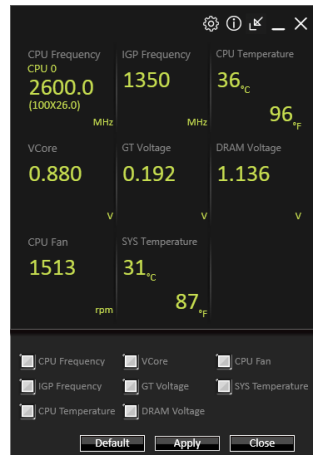 CPU Frequency IGP Frequency CPU Temperature
CPU 0
2600.0 1350 36°C
(100X26.0)
MHz MHz 96°F
VCore GT Voltage DRAM Voltage
0.880 0.192 1.136
V V V
CPU Fan SYS Temperature
1513 31°C
rpm 87°F
CPU Frequency VCore CPU Fan
IGP Frequency GT Voltage SYS Temperature
CPU Temperature DRAM Voltage
Default Apply Close